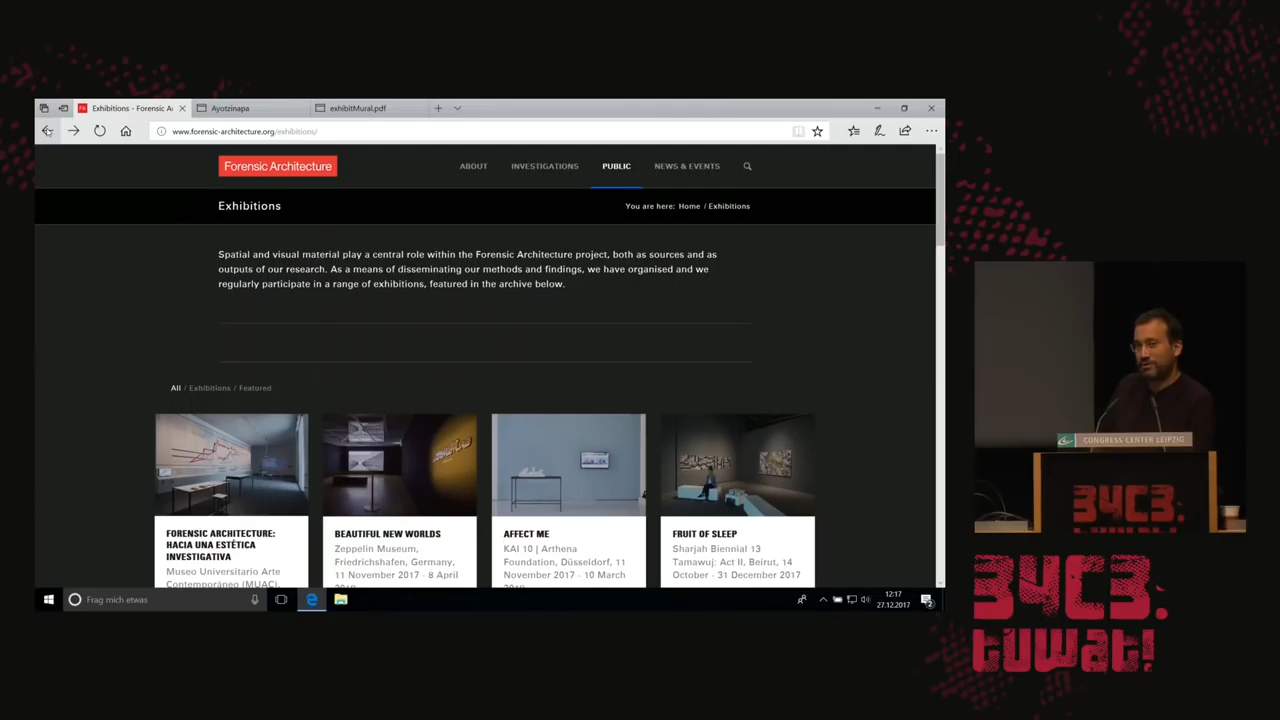 Exhibitions - Forensic A
Ayotzinapa
exhibitMural.pdf
www.forensic-architecture.org/exhibitions/
Forensic Architecture
ABOUT
INVESTIGATIONS
PUBLIC
NEWS & EVENTS
Exhibitions
You are here: Home / Exhibitions
Spatial and visual material play a central role within the Forensic Architecture project, both as sources and as
outputs of our research. As a means of disseminating our methods and findings, we have organised and we
regularly participate in a range of exhibitions, featured in the archive below.
All / Exhibitions / Featured
FORENSIC ARCHITECTURE:
HACIA UNA ESTÉTICA
INVESTIGATIVA
Museo Universitario Arte
Contemporáneo (MUAC),
BEAUTIFUL NEW WORLDS
Zeppelin Museum,
Friedrichshafen, Germany,
11 November 2017 - 8 April
AFFECT ME
KAI 10 | Arthena
Foundation, Düsseldorf, 11
November 2017 - 10 March
FRUIT OF SLEEP
Sharjah Biennial 13
Tamawuj: Act II, Beirut, 14
October - 31 December 2017
Frag mich etwas
12:17
27.12.2017
2
CONGRESS CENTER LEIPZIG
34C3.
tuwat!
34C3.
tuwat!